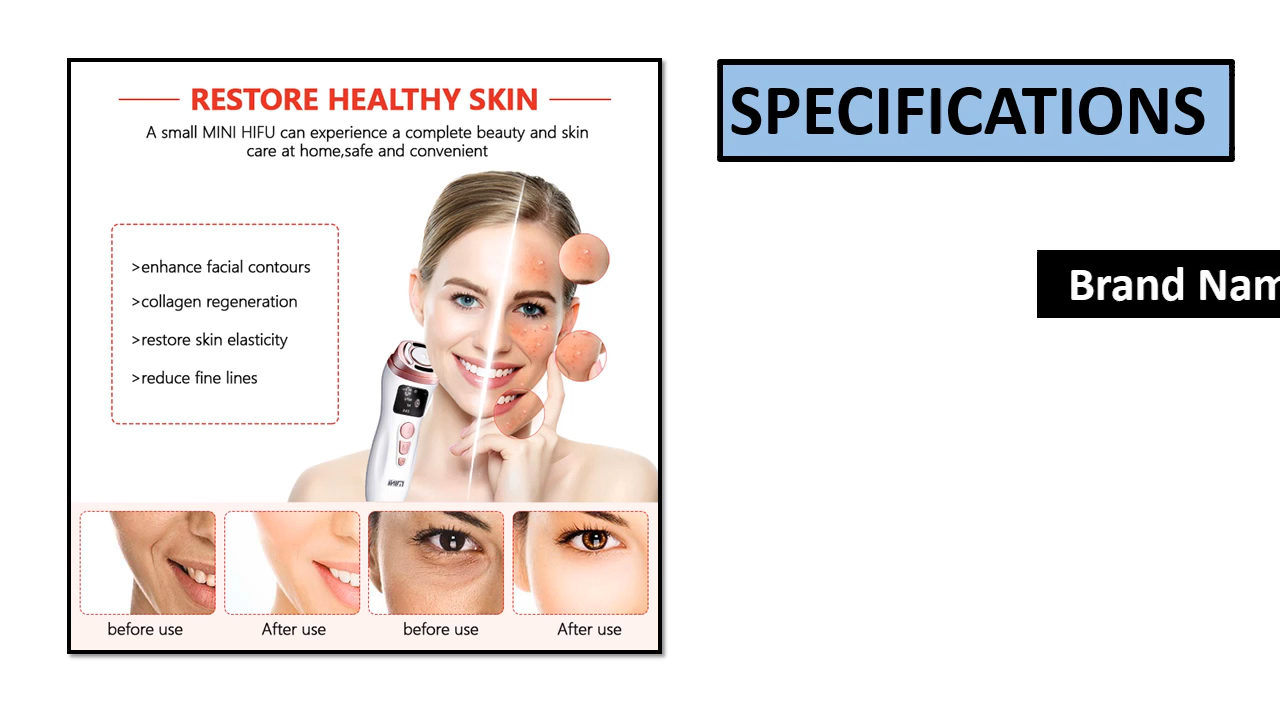 RESTORE HEALTHY SKIN
A small MINI HIFU can experience a complete beauty and skin
care at home,safe and convenient
>enhance facial contours
>collagen regeneration
>restore skin elasticity
>reduce fine lines
before use
After use
before use
After use
SPECIFICATIONS
Brand Nam